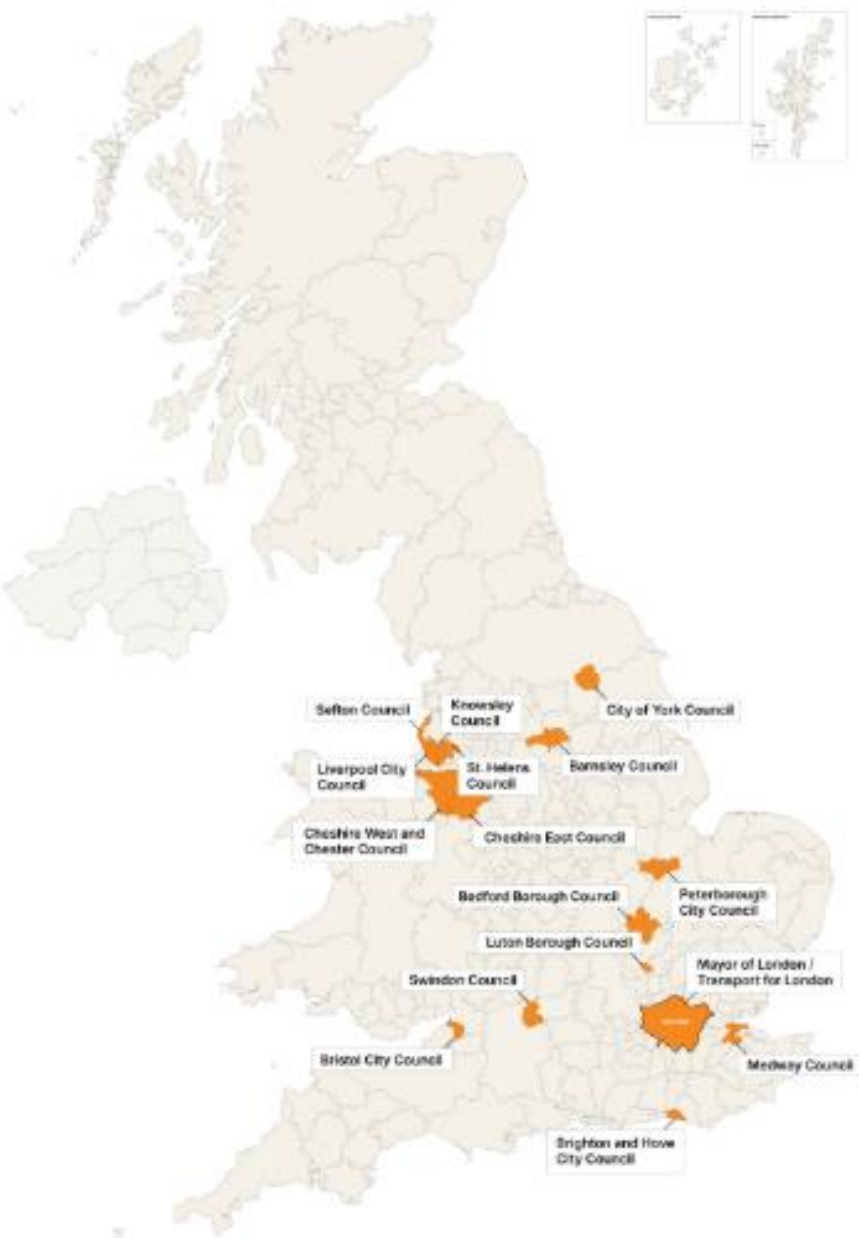 City of York Council
Sefton Council
Knowsley
Council
Liverpool City
Council
St. Helens
Council
Barnsley Council
Cheshire West and
Chester Council
Cheshire East Council
Peterborough
City Council
Bedford Borough Council
Luton Borough Council
Mayor of London /
Transport for London
Swindon Council
Bristol City Council
Medway Council
Brighton and Hove
City Council